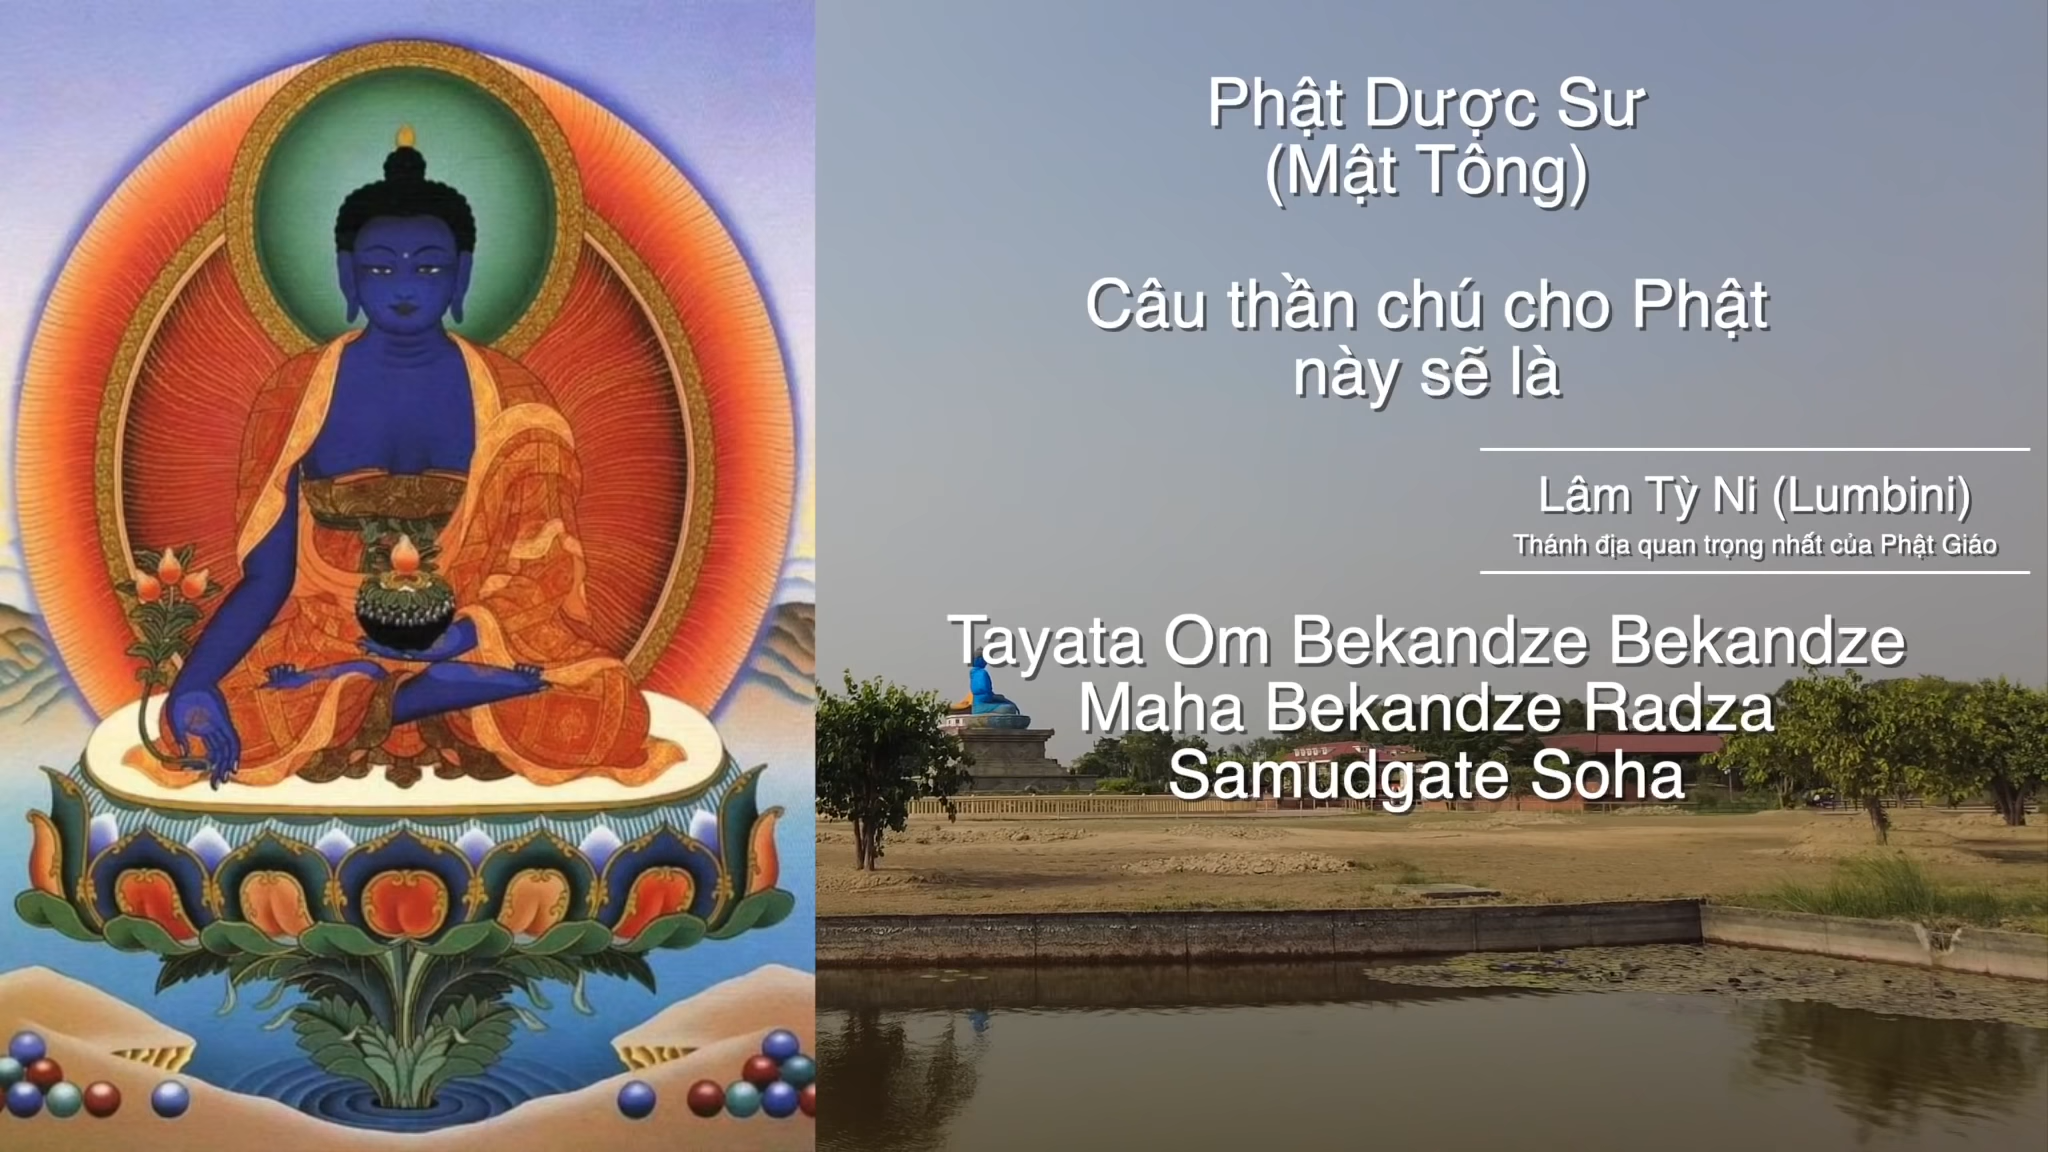 Phật Dược Sư
(Mật Tông)
Câu thần chú cho Phật
này sẽ là
Lâm Tỳ Ni (Lumbini)
Thánh địa quan trọng nhất của Phật Giáo
Tayata Om Bekandze Bekandze
Maha Bekandze Radza
Samudgate Soha